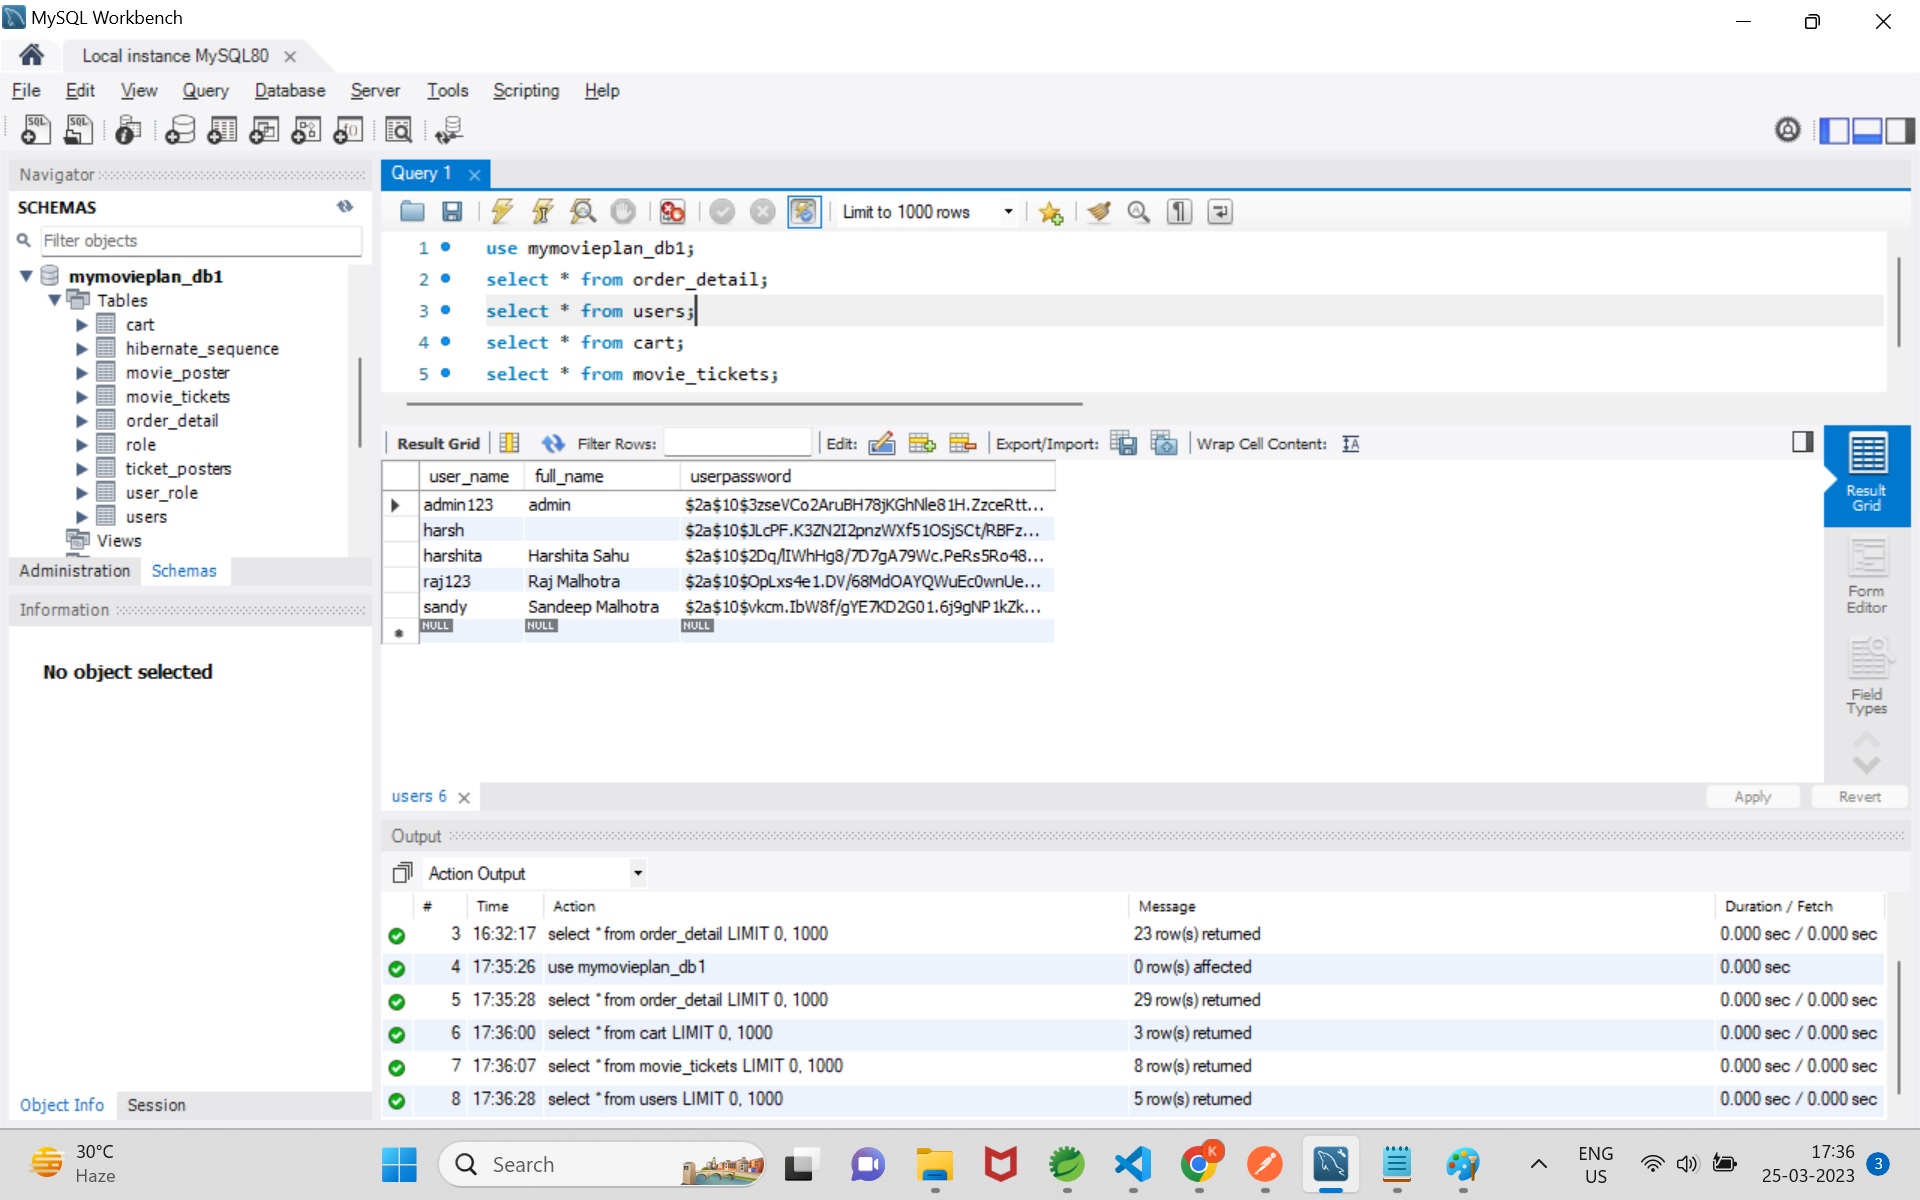 MySQL Workbench
Local instance MySQL80
File Edit View Query Database Server Tools Scripting Help
Navigator
SCHEMAS
Filter objects
mymovieplan_db1
Tables
cart
hibernate_sequence
movie_poster
movie_tickets
order_detail
role
ticket_posters
user_role
users
Views
Administration Schemas
Information
No object selected
Object Info Session
Query 1
Limit to 1000 rows
1 use mymovieplan_db1;
2 select * from order_detail;
3 select * from users;
4 select * from cart;
5 select * from movie_tickets;
Result Grid Filter Rows: Edit: Export/Import: Wrap Cell Content:
user_name full_name userpassword
admin123 admin $2a$10$3zseVCo2AruBH78jKGhNle81H.ZzceRtt...
harsh $2a$10$JLcPF.K3ZN2I2pnzWXf51OSjSCt/RBFz...
harshita Harshita Sahu $2a$10$2Dq/lIWhHg8/7D7gA79Wc.PeRs5Ro48...
raj123 Raj Malhotra $2a$10$OpLxs4e1.DV/68MdOAYQWuEc0wnUe...
sandy Sandeep Malhotra $2a$10$vkcm.IbW8f/gYE7KD2G01.6j9gNP1kZk...
NULL NULL NULL
Result Grid
Form Editor
Field Types
users 6
Apply Revert
Output
Action Output
# Time Action Message Duration / Fetch
3 16:32:17 select * from order_detail LIMIT 0, 1000 23 row(s) returned 0.000 sec / 0.000 sec
4 17:35:26 use mymovieplan_db1 0 row(s) affected 0.000 sec
5 17:35:28 select * from order_detail LIMIT 0, 1000 29 row(s) returned 0.000 sec / 0.000 sec
6 17:36:00 select * from cart LIMIT 0, 1000 3 row(s) returned 0.000 sec / 0.000 sec
7 17:36:07 select * from movie_tickets LIMIT 0, 1000 8 row(s) returned 0.000 sec / 0.000 sec
8 17:36:28 select * from users LIMIT 0, 1000 5 row(s) returned 0.000 sec / 0.000 sec
30°C
Haze
Search
K
ENG
US
17:36
25-03-2023
3